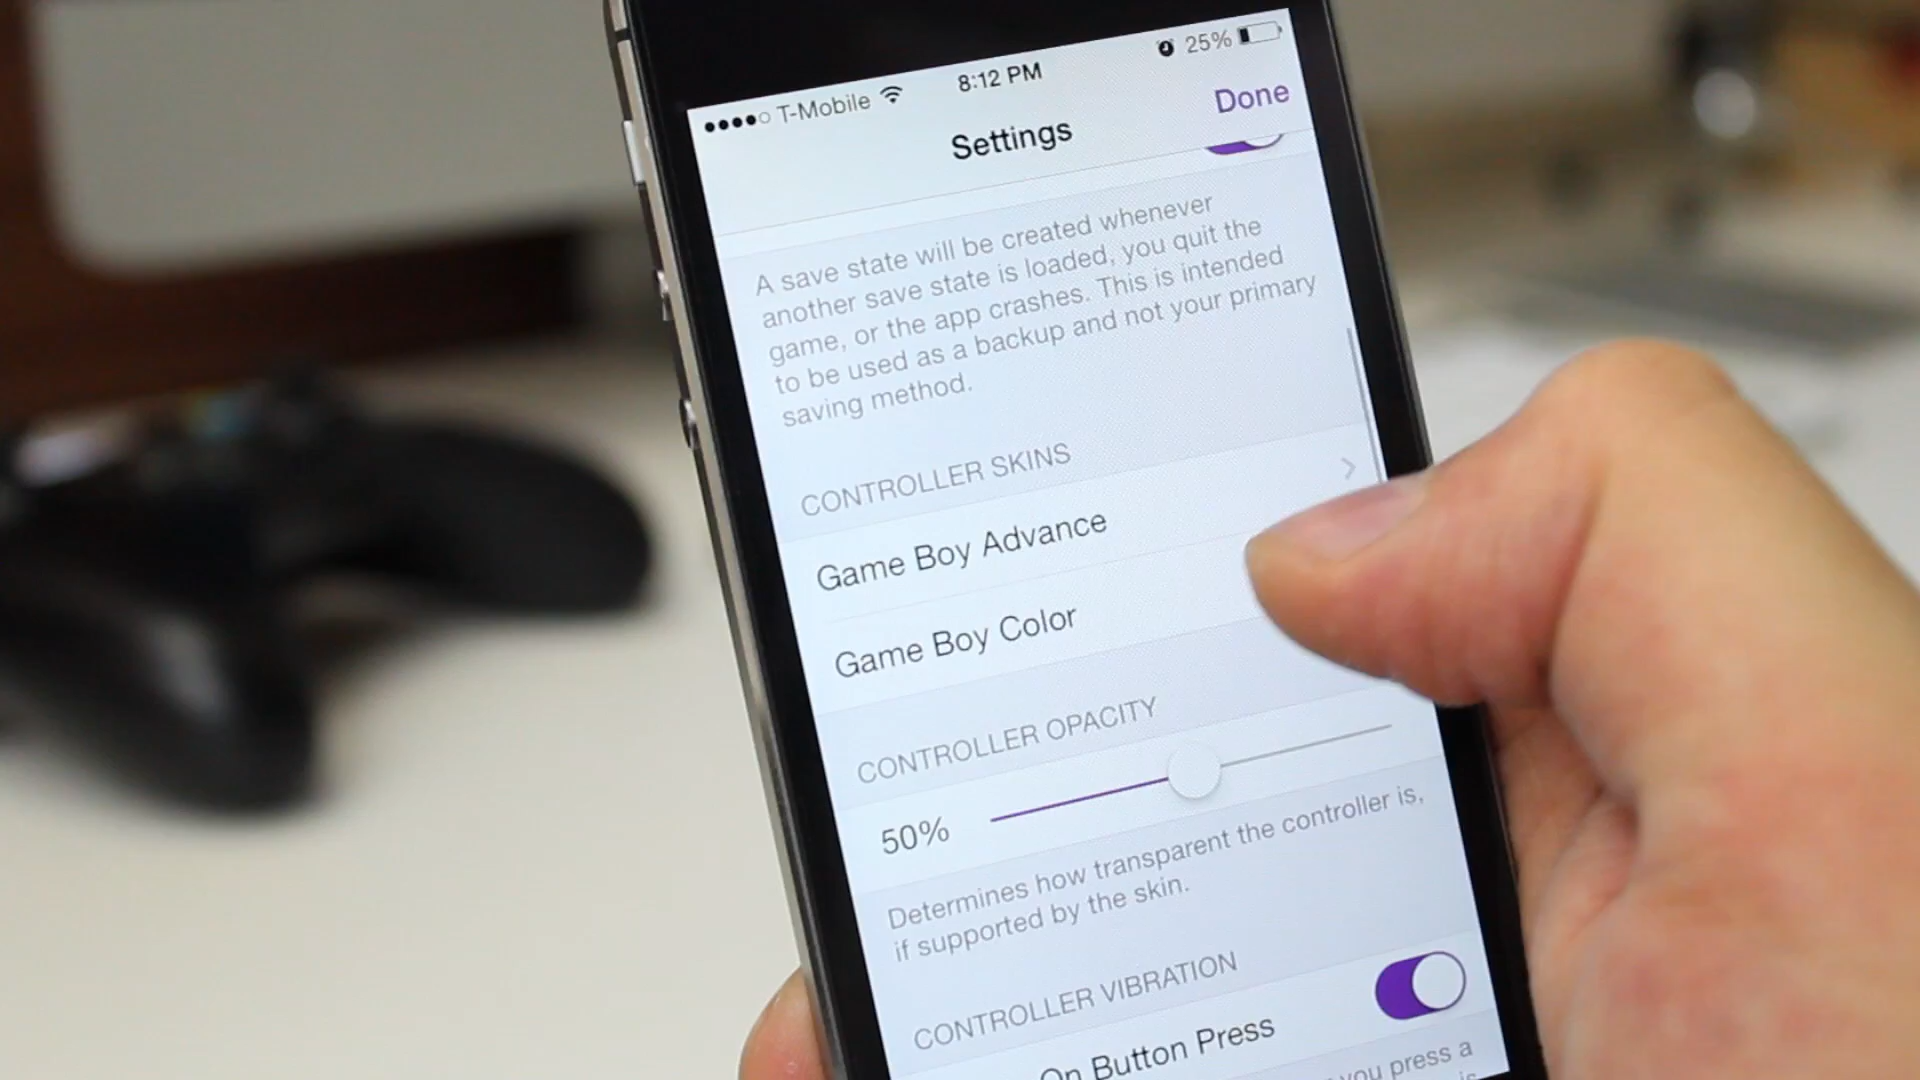 T-Mobile 8:12 PM 25%
Settings Done
A save state will be created whenever
another save state is loaded, you quit the
game, or the app crashes. This is intended
to be used as a backup and not your primary
saving method.
CONTROLLER SKINS
Game Boy Advance
Game Boy Color
CONTROLLER OPACITY
50%
Determines how transparent the controller is,
if supported by the skin.
CONTROLLER VIBRATION
On Button Press
you press a